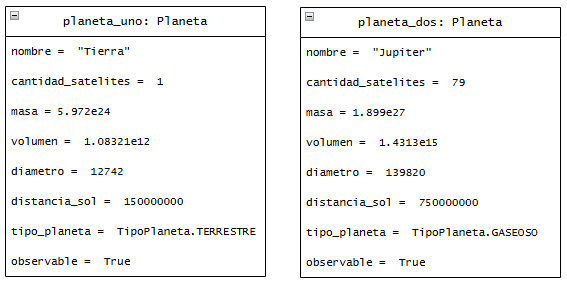 planeta_uno: Planeta
nombre = "Tierra"
cantidad_satelites = 1
masa = 5.972e24
volumen = 1.08321e12
diametro = 12742
distancia_sol = 150000000
tipo_planeta = TipoPlaneta.TERRESTRE
observable = True
planeta_dos: Planeta
nombre = "Jupiter"
cantidad_satelites = 79
masa = 1.899e27
volumen = 1.4313e15
diametro = 139820
distancia_sol = 750000000
tipo_planeta = TipoPlaneta.GASEOSO
observable = True